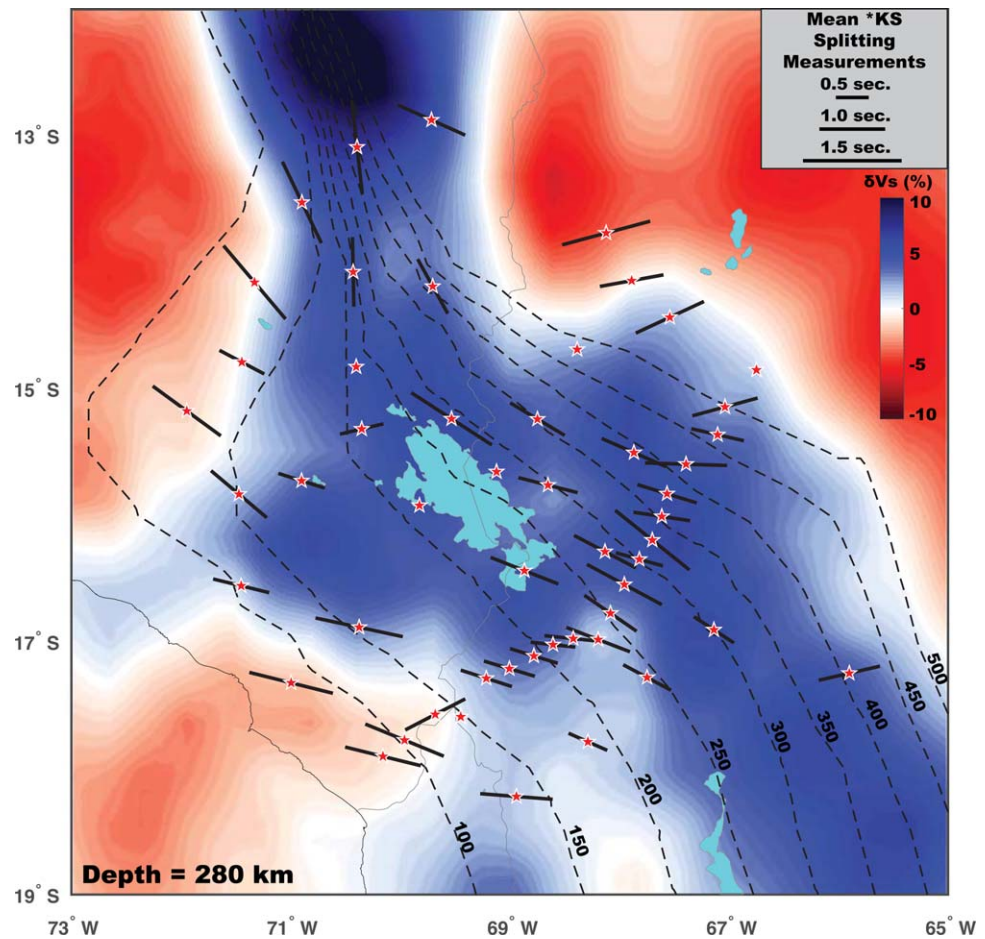 Mean *KS
Splitting
Measurements
0.5 sec.
1.0 sec.
1.5 sec.
δVs (%)
10
5
0
-5
-10
13° S
15° S
17° S
19° S
500
450
400
350
300
250
200
150
100
Depth = 280 km
73° W
71° W
69° W
67° W
65° W